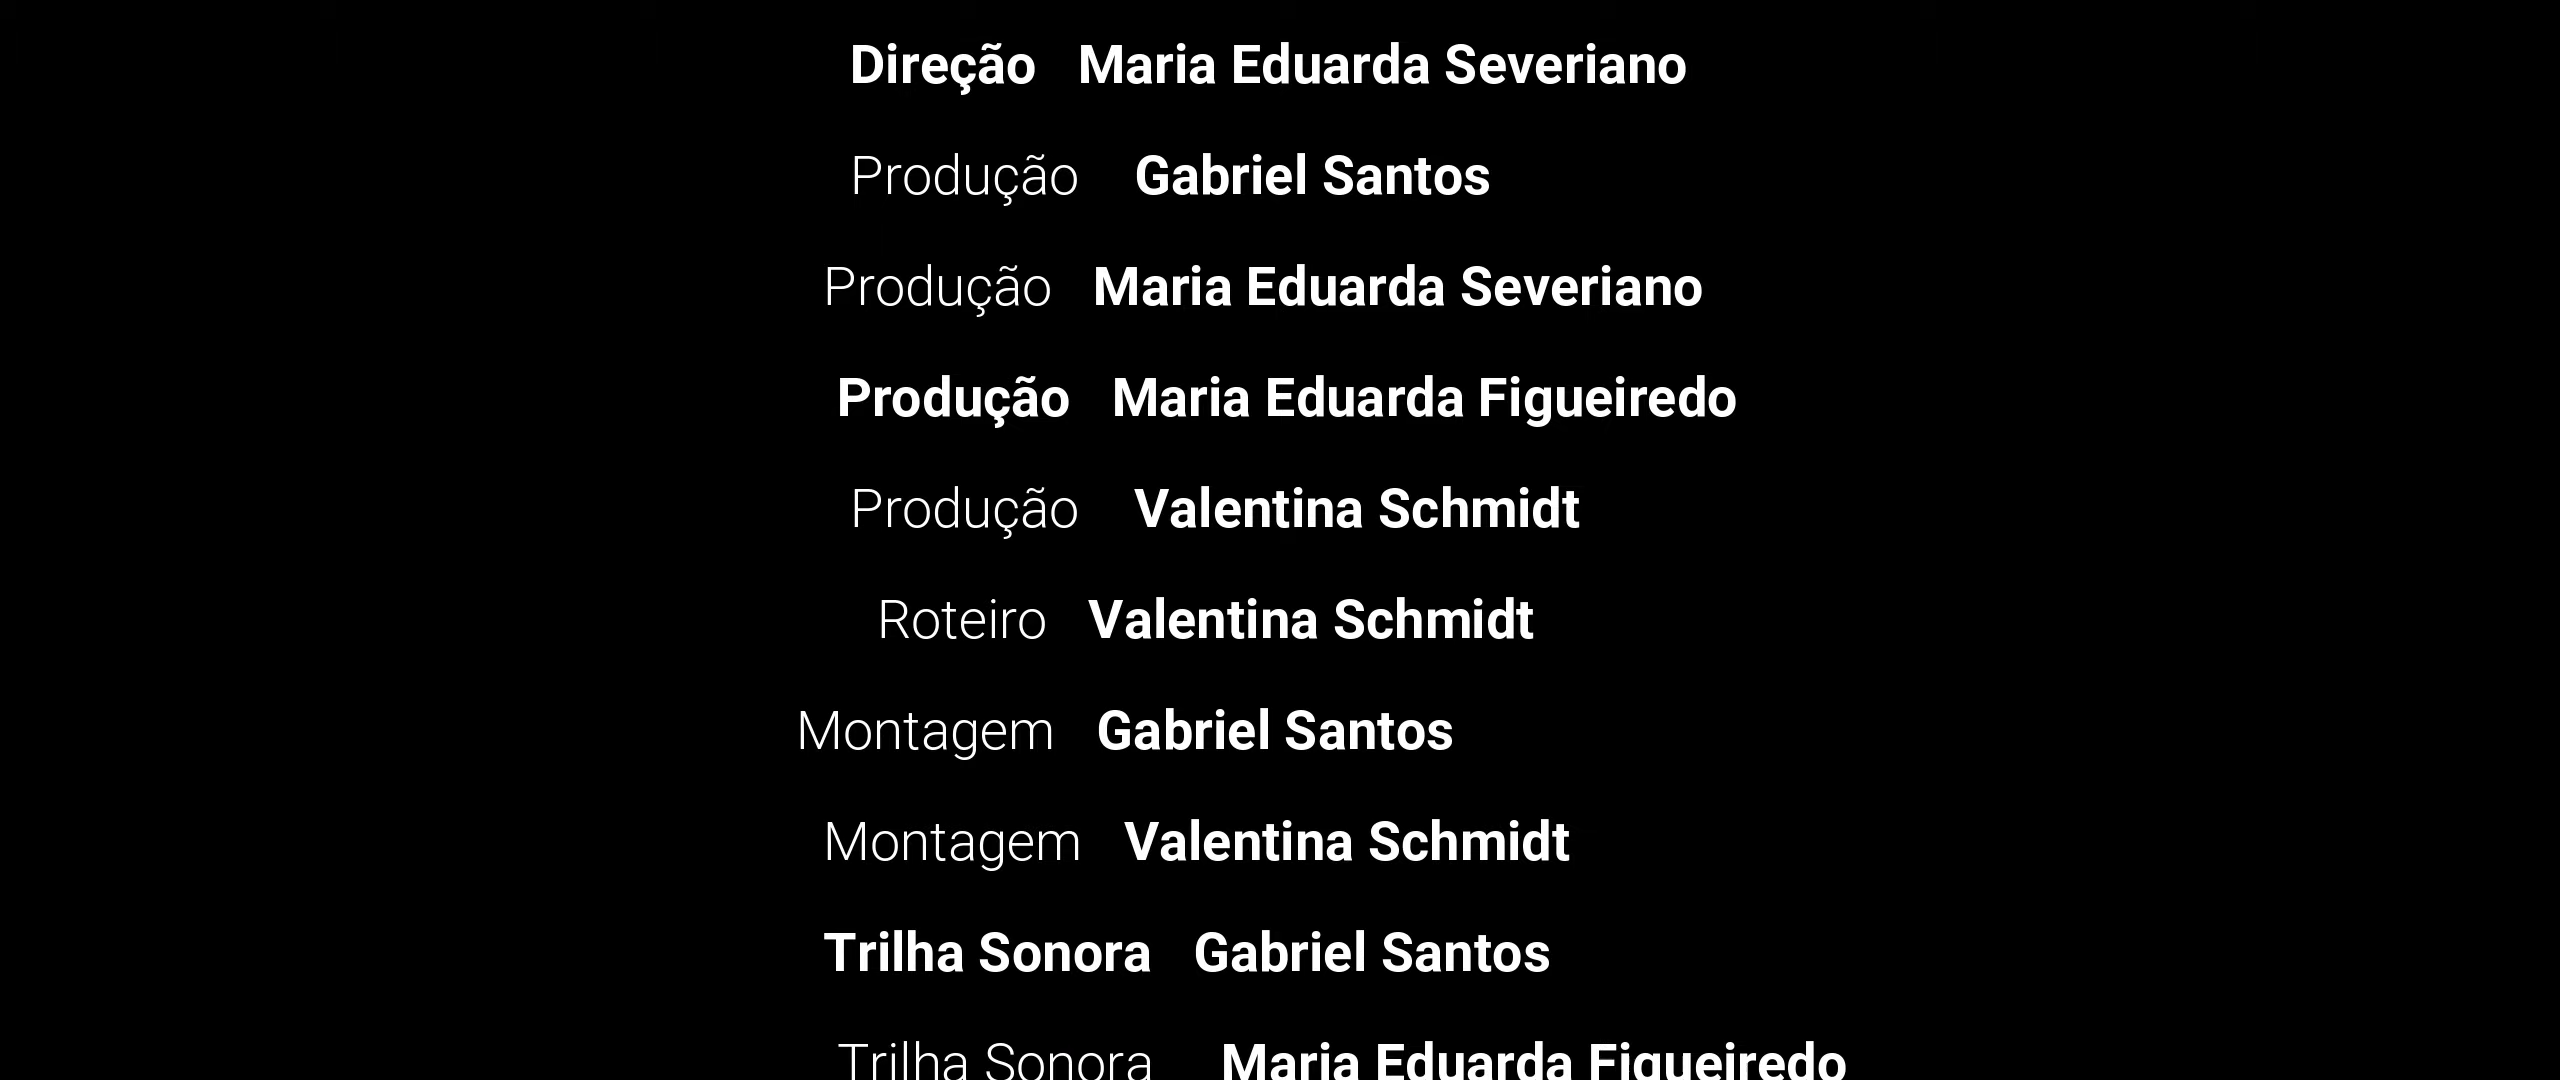 Direção Maria Eduarda Severiano
Produção Gabriel Santos
Produção Maria Eduarda Severiano
Produção Maria Eduarda Figueiredo
Produção Valentina Schmidt
Roteiro Valentina Schmidt
Montagem Gabriel Santos
Montagem Valentina Schmidt
Trilha Sonora Gabriel Santos
Trilha Sonora Maria Eduarda Figueiredo